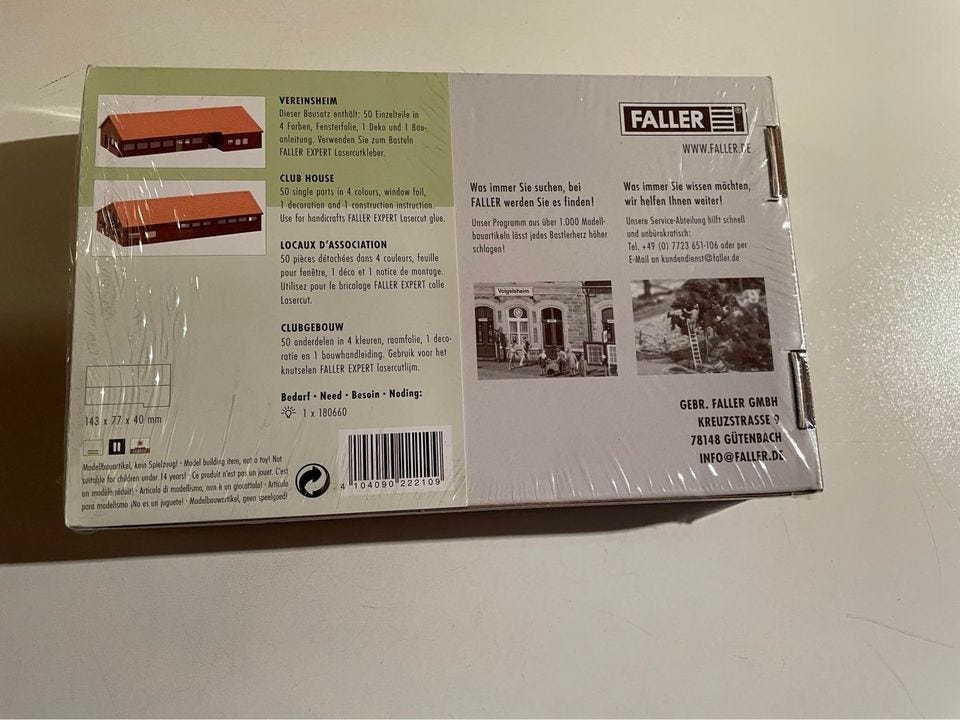 VEREINSHEIM
Dieser Bausatz enthält: 50 Einzelteile in
4 Farben, Fensterfolie, 1 Deko und 1 Bau-
anleitung. Verwenden Sie zum Basteln
FALLER EXPERT Lasercutkleber.
CLUB HOUSE
50 single parts in 4 colours, window foil,
1 decoration and 1 construction instruction.
Use for handicrafts FALLER EXPERT Lasercut glue.
LOCAUX D'ASSOCIATION
50 pièces détachées dans 4 couleurs, feuille
pour fenêtre, 1 déco et 1 notice de montage.
Utilisez pour le bricolage FALLER EXPERT colle
Lasercut.
CLUBGEBOUW
50 onderdelen in 4 kleuren, raamfolie, 1 deco-
ratie en 1 bouwhandleiding. Gebruik voor het
knutselen FALLER EXPERT lasercutlijm.
Bedarf · Need · Besoin · Noding:
1 x 180660
143 x 77 x 40 mm
II
Modellbauartikel, kein Spielzeug! · Model building item, not a toy! Not
suitable for children under 14 years! · Ce produit n'est pas un jouet. C'est
un modèle réduit! · Articolo di modellismo, non è un giocattolo! · Artículo
para modelismo ¡No es un juguete! · Modelbouwartikel, geen speelgoed!
4 104090 222109
FALLER
WWW.FALLER.DE
Was immer Sie suchen, bei
FALLER werden Sie es finden!
Unser Programm aus über 1.000 Modell-
bauartikeln lässt jedes Bastlerherz höher
schlagen!
Was immer Sie wissen möchten,
wir helfen Ihnen weiter!
Unsere Service-Abteilung hilft schnell
und unbürokratisch:
Tel. +49 (0) 7723 651-106 oder per
E-Mail an kundendienst@faller.de
Volgelsheim
GEBR. FALLER GMBH
KREUZSTRASSE 9
78148 GÜTENBACH
INFO@FALLER.DE